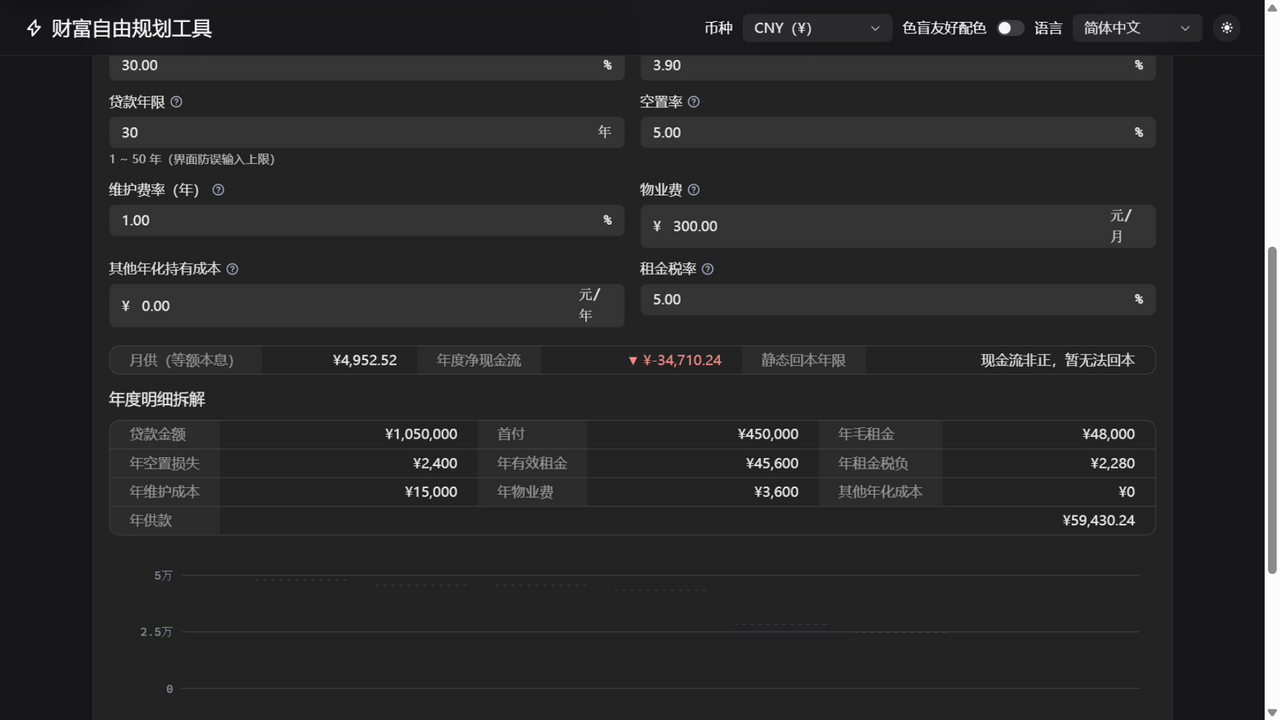 财富自由规划工具
币种
CNY（¥）
色盲友好配色
语言
简体中文
30.00 %
3.90 %
贷款年限
空置率
30 年
5.00 %
1 ~ 50 年（界面防误输入上限）
维护费率（年）
物业费
1.00 %
¥ 300.00 元/
月
其他年化持有成本
租金税率
¥ 0.00 元/
年
5.00 %
月供（等额本息） ¥4,952.52 年度净现金流 ▼ ¥-34,710.24 静态回本年限 现金流非正，暂无法回本
年度明细拆解
贷款金额 ¥1,050,000 首付 ¥450,000 年毛租金 ¥48,000
年空置损失 ¥2,400 年有效租金 ¥45,600 年租金税负 ¥2,280
年维护成本 ¥15,000 年物业费 ¥3,600 其他年化成本 ¥0
年供款 ¥59,430.24
5万
2.5万
0